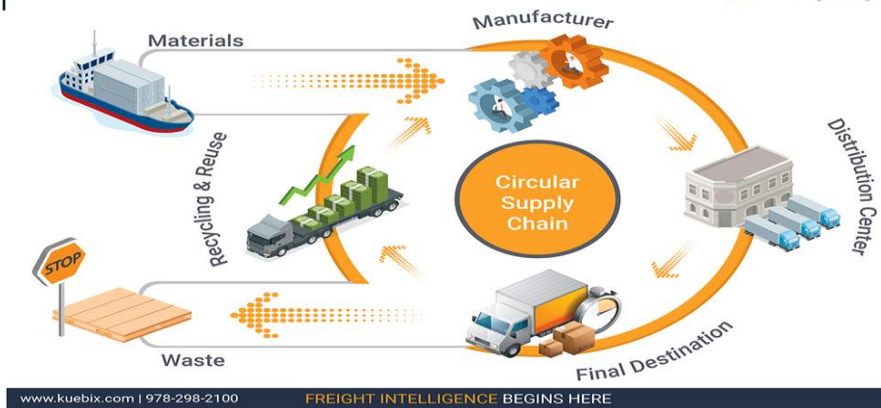 Manufacturer
Materials
Distribution Center
Recycling & Reuse
Circular
Supply
Chain
STOP
Final Destination
Waste
www.kuebix.com | 978-298-2100
FREIGHT INTELLIGENCE BEGINS HERE